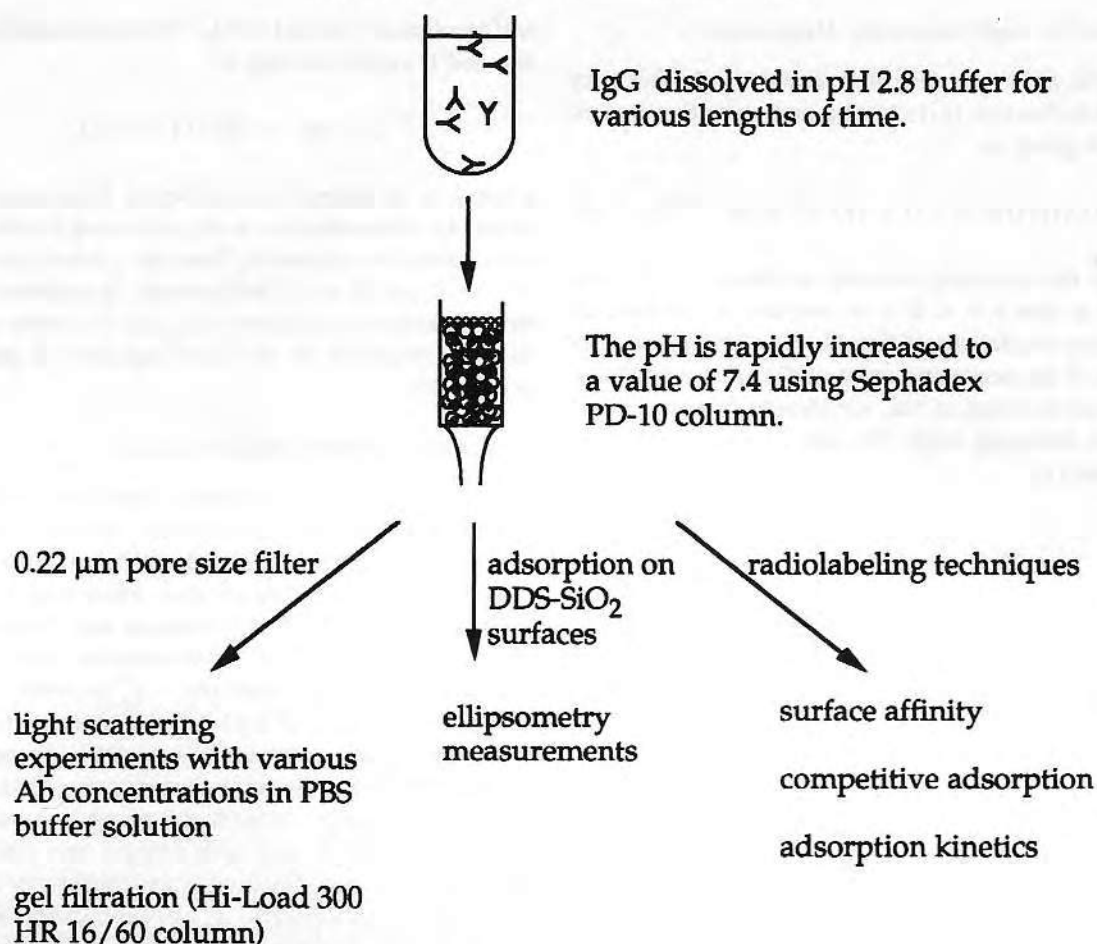 IgG dissolved in pH 2.8 buffer for
various lengths of time.
The pH is rapidly increased to
a value of 7.4 using Sephadex
PD-10 column.
0.22 µm pore size filter
adsorption on
DDS-SiO2
surfaces
radiolabeling techniques
light scattering
experiments with various
Ab concentrations in PBS
buffer solution
gel filtration (Hi-Load 300
HR 16/60 column)
ellipsometry
measurements
surface affinity
competitive adsorption
adsorption kinetics